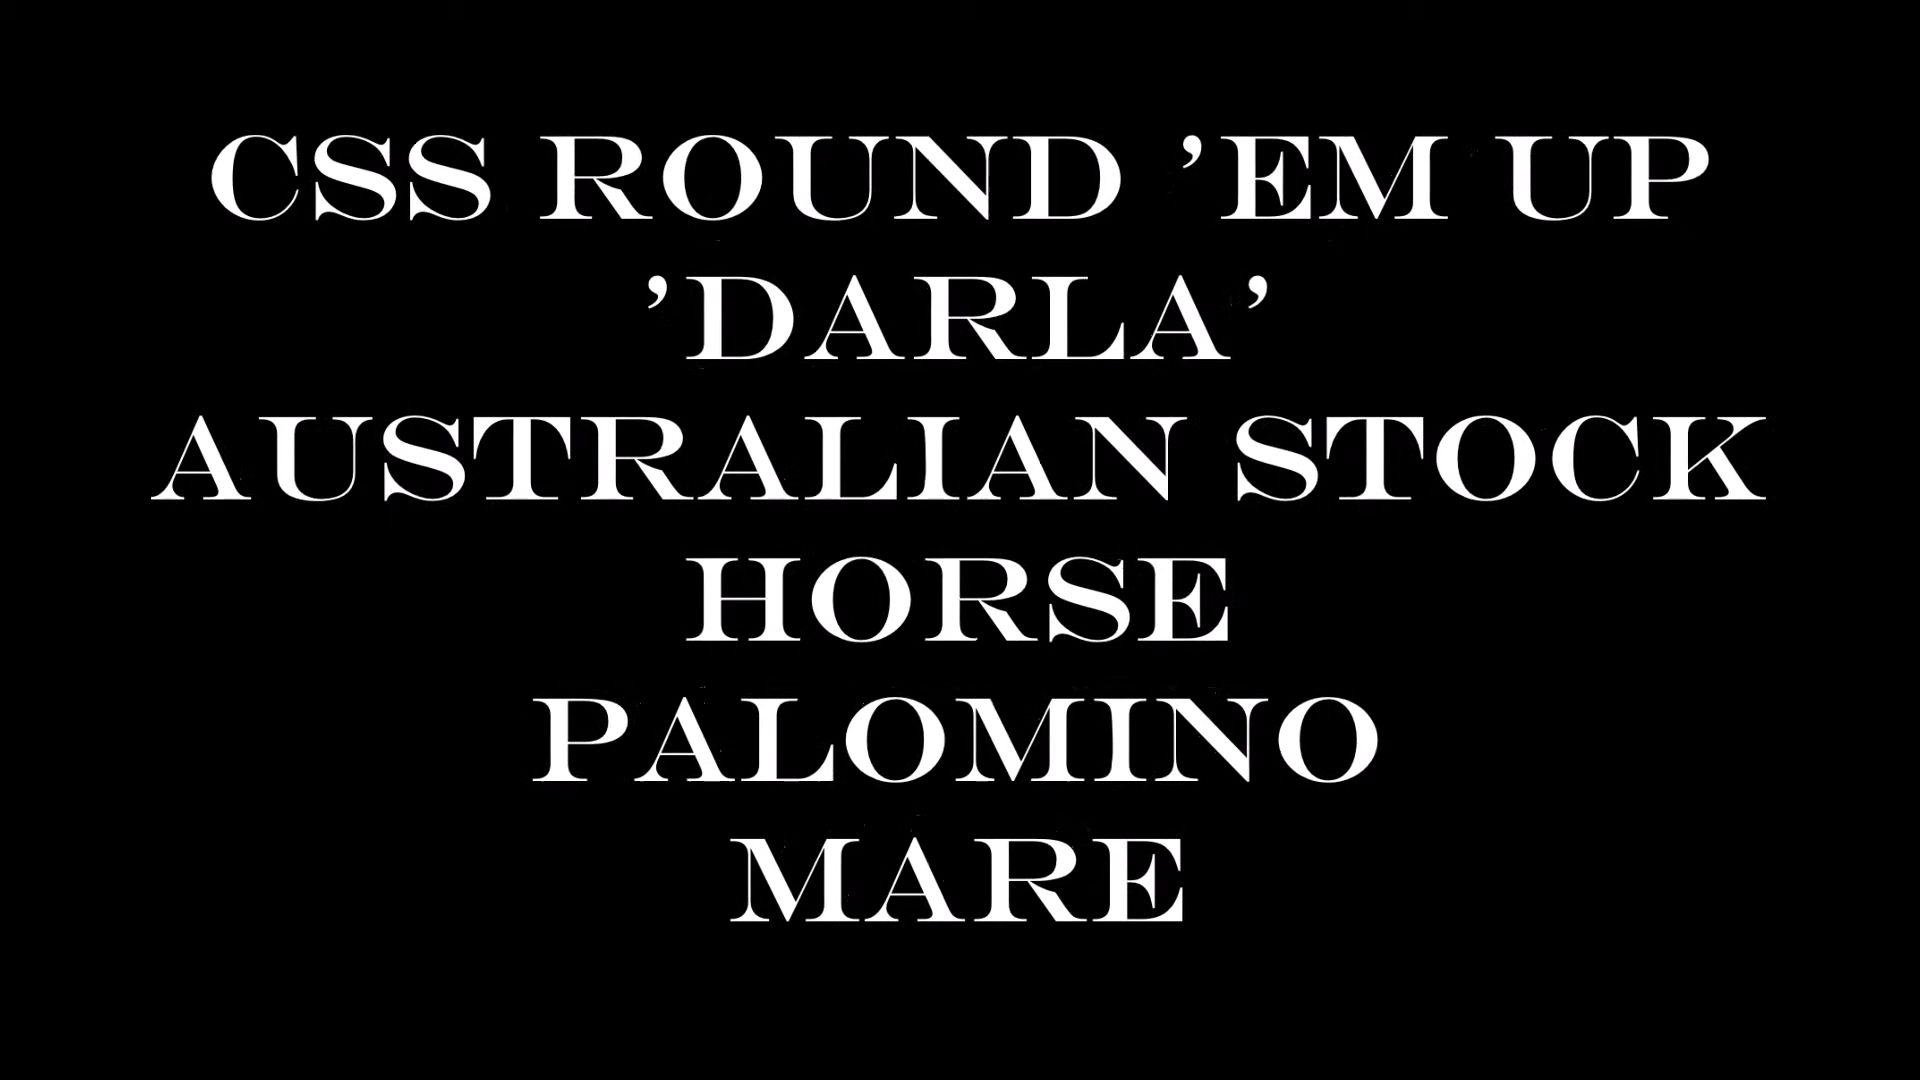 CSS ROUND ’EM UP
’DARLA’
AUSTRALIAN STOCK
HORSE
PALOMINO
MARE